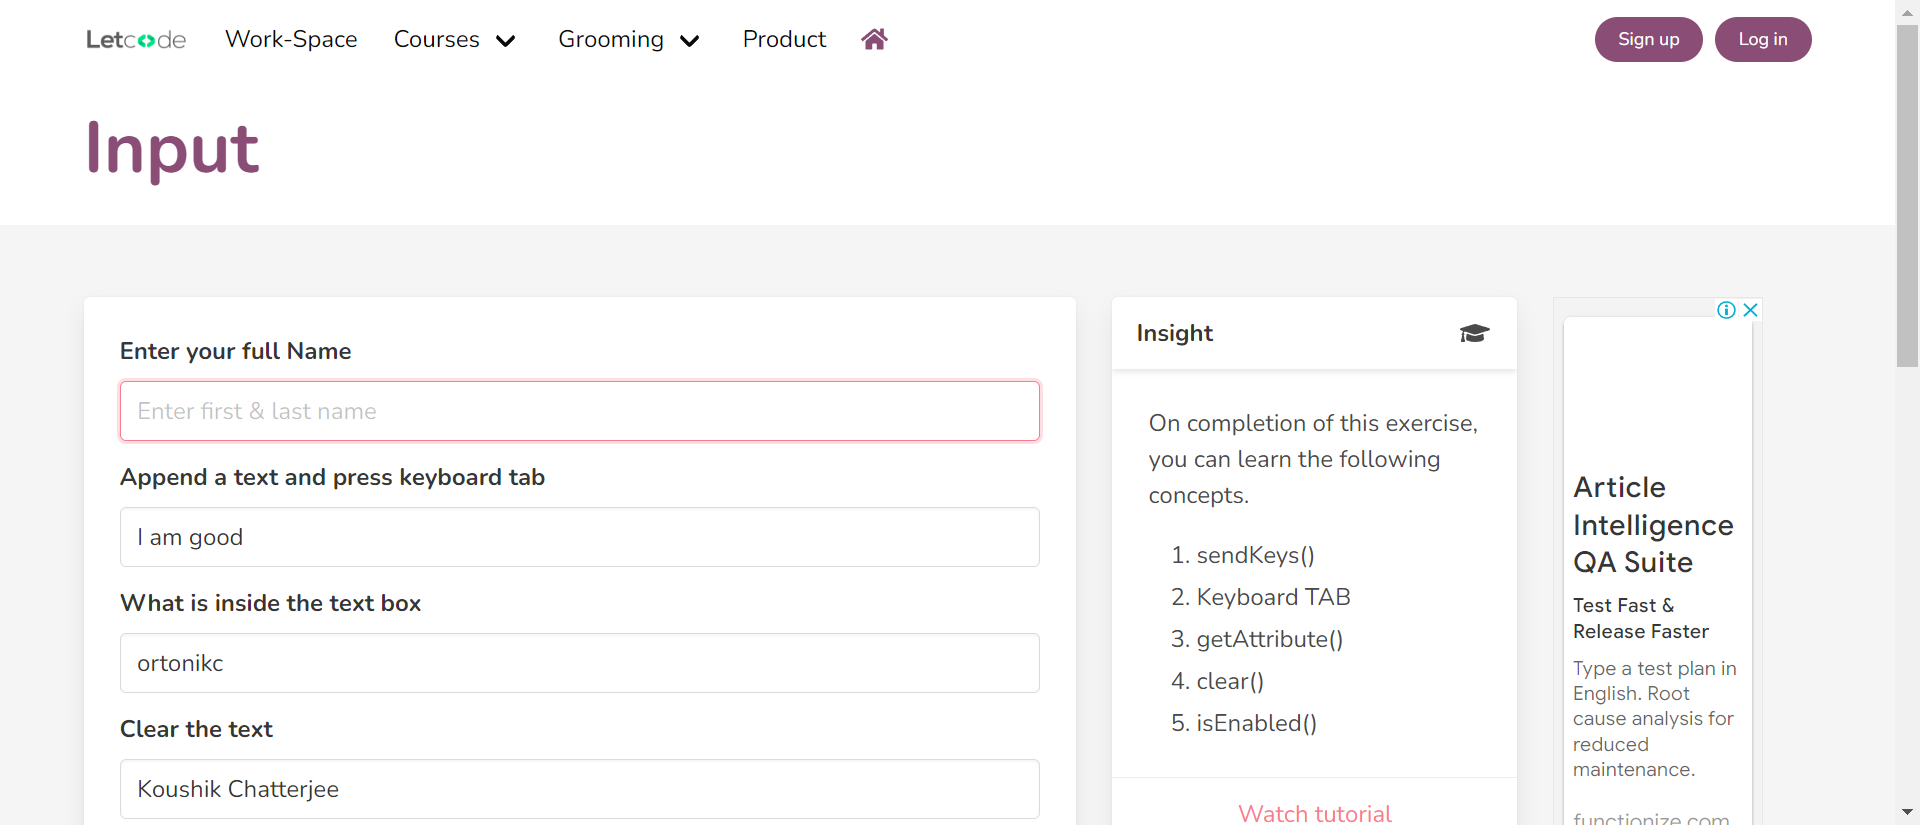 Letcode Work-Space Courses Grooming Product Sign up Log in
Input
Enter your full Name
Enter first & last name
Append a text and press keyboard tab
I am good
What is inside the text box
ortonikc
Clear the text
Koushik Chatterjee
Insight
On completion of this exercise,
you can learn the following
concepts.
1. sendKeys()
2. Keyboard TAB
3. getAttribute()
4. clear()
5. isEnabled()
Watch tutorial
Article
Intelligence
QA Suite
Test Fast &
Release Faster
Type a test plan in
English. Root
cause analysis for
reduced
maintenance.
functionize.com